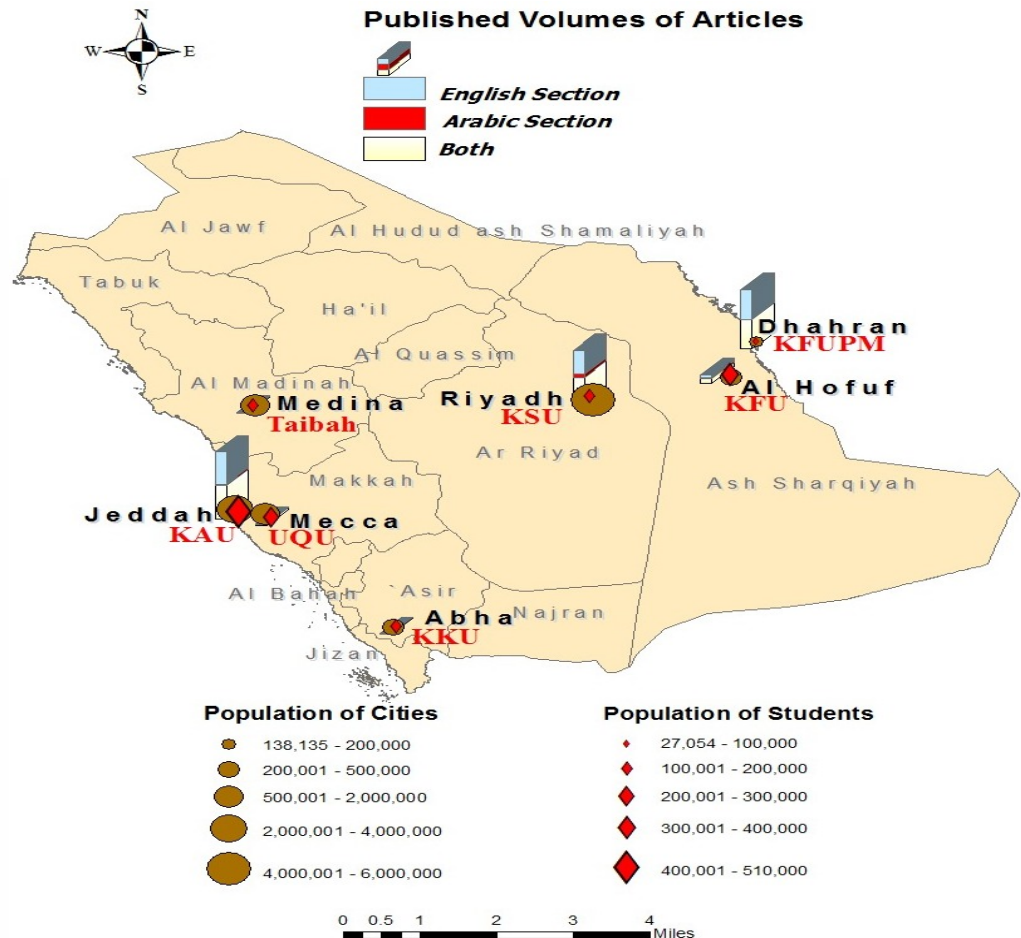 N
W E
S
Published Volumes of Articles
English Section
Arabic Section
Both
Al Jawf
Al Hudud ash Shamaliyah
Tabuk
Ha'il
Al Quassim
Dhahran
KFUPM
Al Madinah
Al Hofuf
KFU
Medina
Taibah
Riyadh
KSU
Ar Riyad
Makkah
Ash Sharqiyah
Jeddah
KAU
Mecca
UQU
Al Bahah
`Asir
Abha
KKU
Najran
Jizan
Population of Cities
138,135 - 200,000
200,001 - 500,000
500,001 - 2,000,000
2,000,001 - 4,000,000
4,000,001 - 6,000,000
Population of Students
27,054 - 100,000
100,001 - 200,000
200,001 - 300,000
300,001 - 400,000
400,001 - 510,000
0 0.5 1 2 3 4
Miles